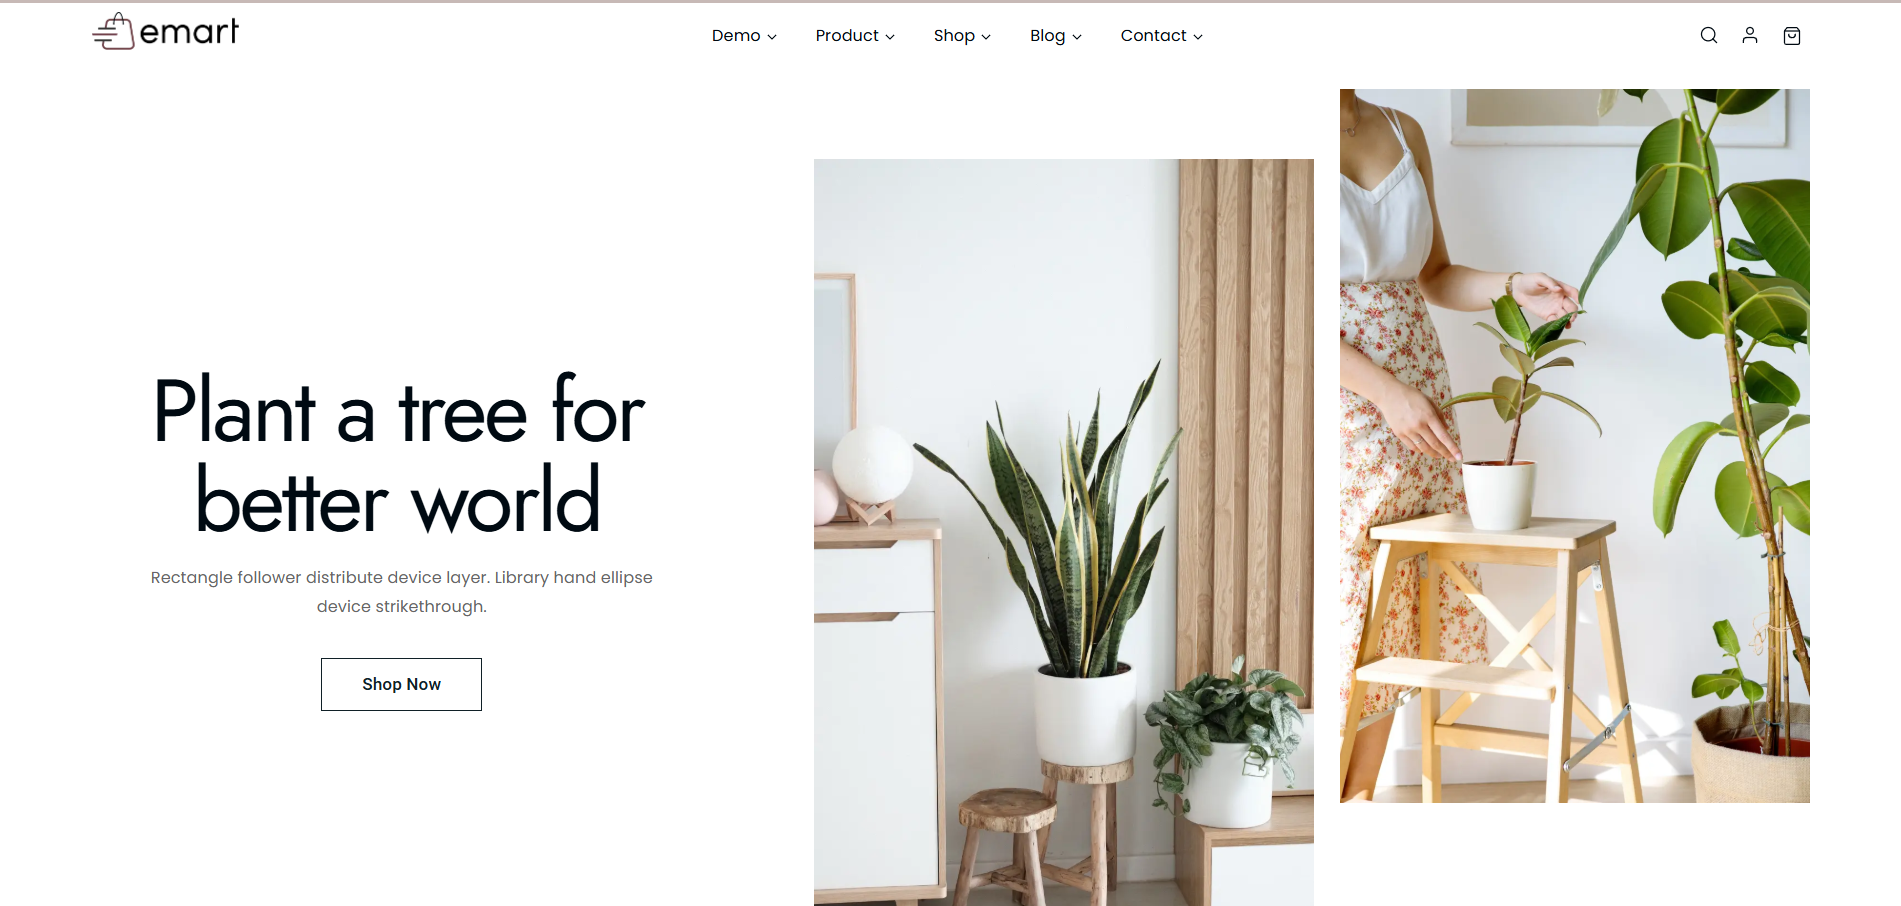 emart
Demo
Product
Shop
Blog
Contact
Plant a tree for
better world
Rectangle follower distribute device layer. Library hand ellipse
device strikethrough.
Shop Now